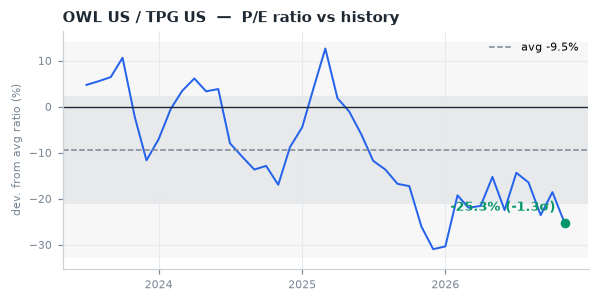 OWL US / TPG US — P/E ratio vs history
avg -9.5%
dev. from avg ratio (%)
10
0
−10
−20
−30
-25.3% (-1.3σ)
2024
2025
2026